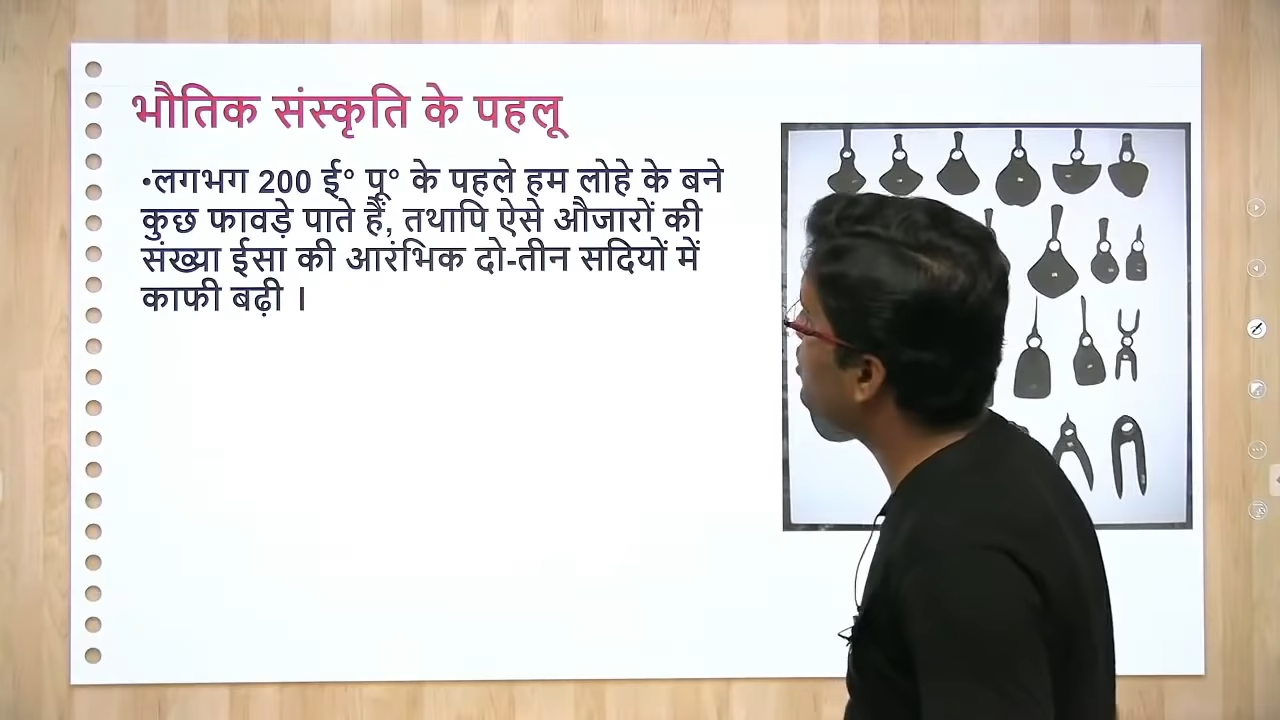 भौतिक संस्कृति के पहलू
•लगभग 200 ई° पू° के पहले हम लोहे के बने
कुछ फावड़े पाते हैं, तथापि ऐसे औजारों की
संख्या ईसा की आरंभिक दो-तीन सदियों में
काफी बढ़ी ।